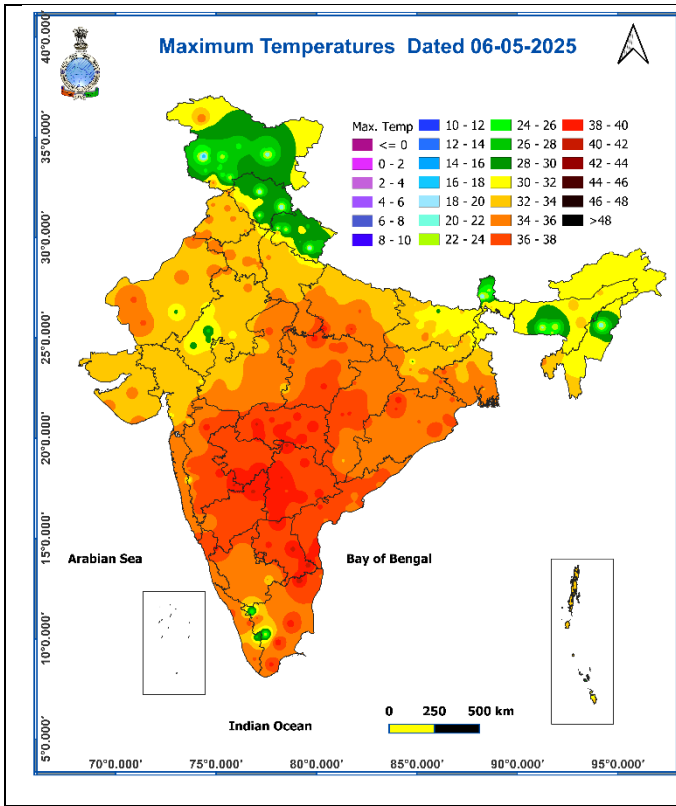 Maximum Temperatures Dated 06-05-2025
Max. Temp
<= 0
0 - 2
2 - 4
4 - 6
6 - 8
8 - 10
10 - 12
12 - 14
14 - 16
16 - 18
18 - 20
20 - 22
22 - 24
24 - 26
26 - 28
28 - 30
30 - 32
32 - 34
34 - 36
36 - 38
38 - 40
40 - 42
42 - 44
44 - 46
46 - 48
>48
40°0.000'
35°0.000'
30°0.000'
25°0.000'
20°0.000'
15°0.000'
10°0.000'
5°0.000'
Arabian Sea
Bay of Bengal
Indian Ocean
0 250 500 km
70°0.000' 75°0.000' 80°0.000' 85°0.000' 90°0.000' 95°0.000'